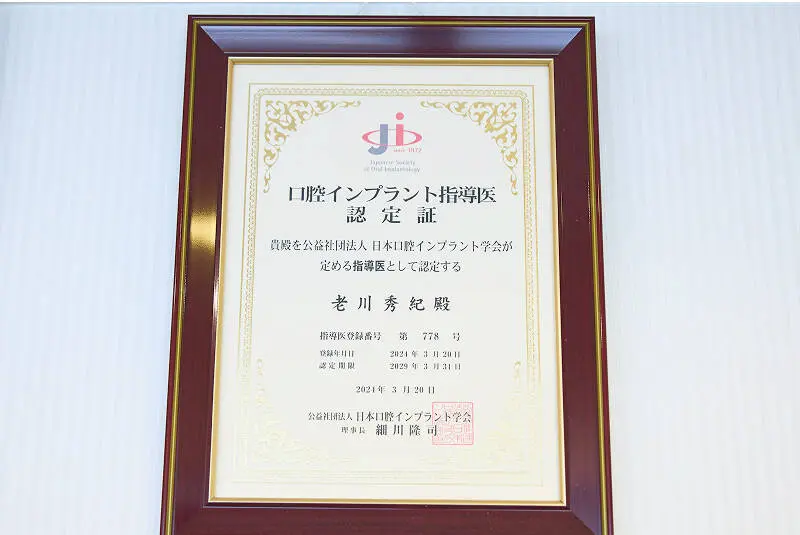 since 1972
Japanese Society
of Oral Implantology
口腔インプラント指導医
認定証
貴殿を公益社団法人 日本口腔インプラント学会が
定める指導医として認定する
老川秀紀殿
指導医登録番号 第 778 号
登録年月日 2024年 3月20日
認定期限 2029年 3月31日
2024年 3月20日
公益社団法人 日本口腔インプラント学会
理事長 細川隆司